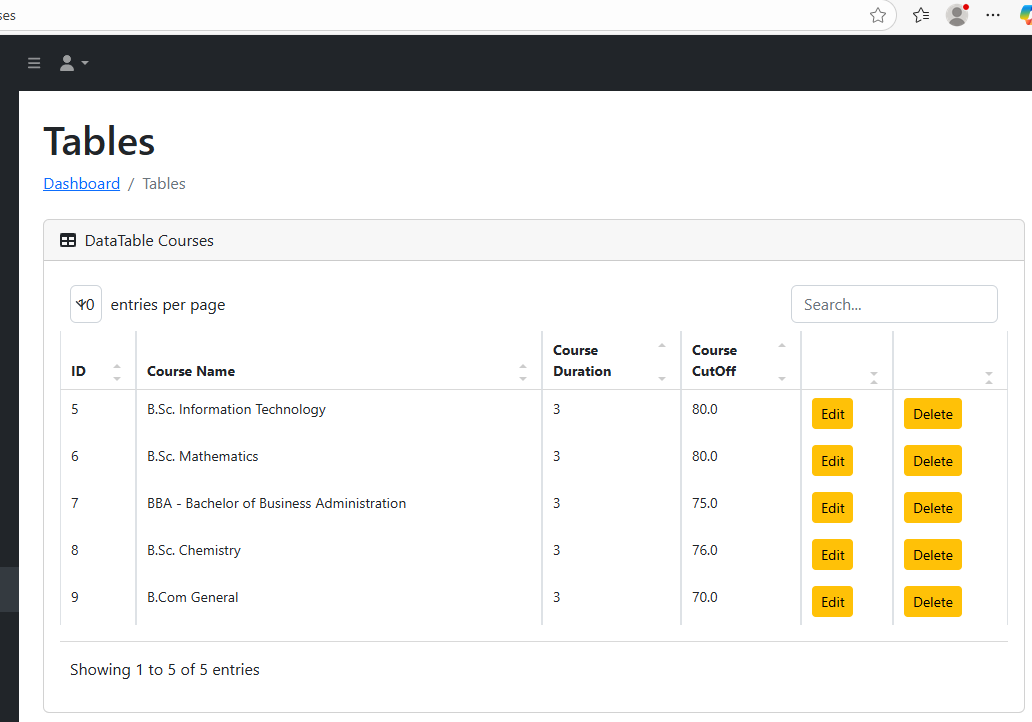 ses
Tables
Dashboard / Tables
DataTable Courses
10 entries per page Search...
ID Course Name Course Duration Course CutOff
5 B.Sc. Information Technology 3 80.0 Edit Delete
6 B.Sc. Mathematics 3 80.0 Edit Delete
7 BBA - Bachelor of Business Administration 3 75.0 Edit Delete
8 B.Sc. Chemistry 3 76.0 Edit Delete
9 B.Com General 3 70.0 Edit Delete
Showing 1 to 5 of 5 entries